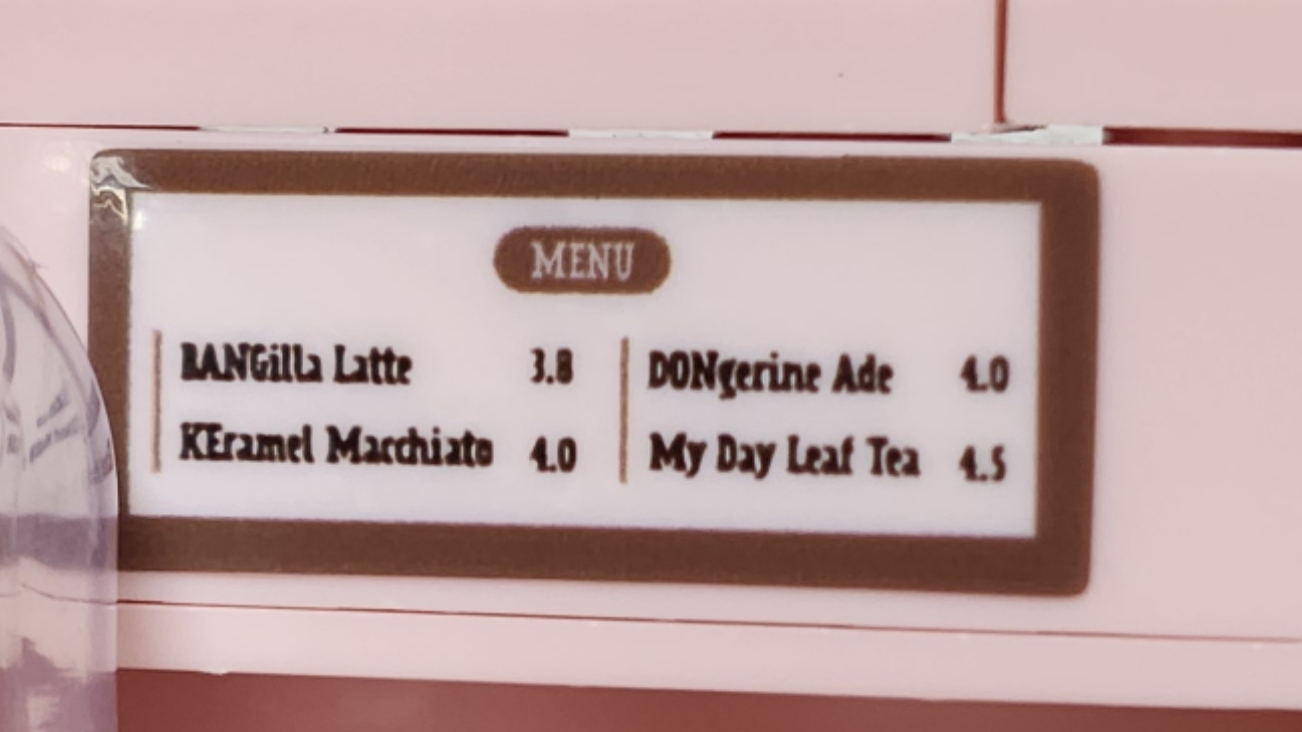 MENU
BANGilla Latte 3.8
KEramel Macchiato 4.0
DONgerine Ade 4.0
My Day Leaf Tea 4.5